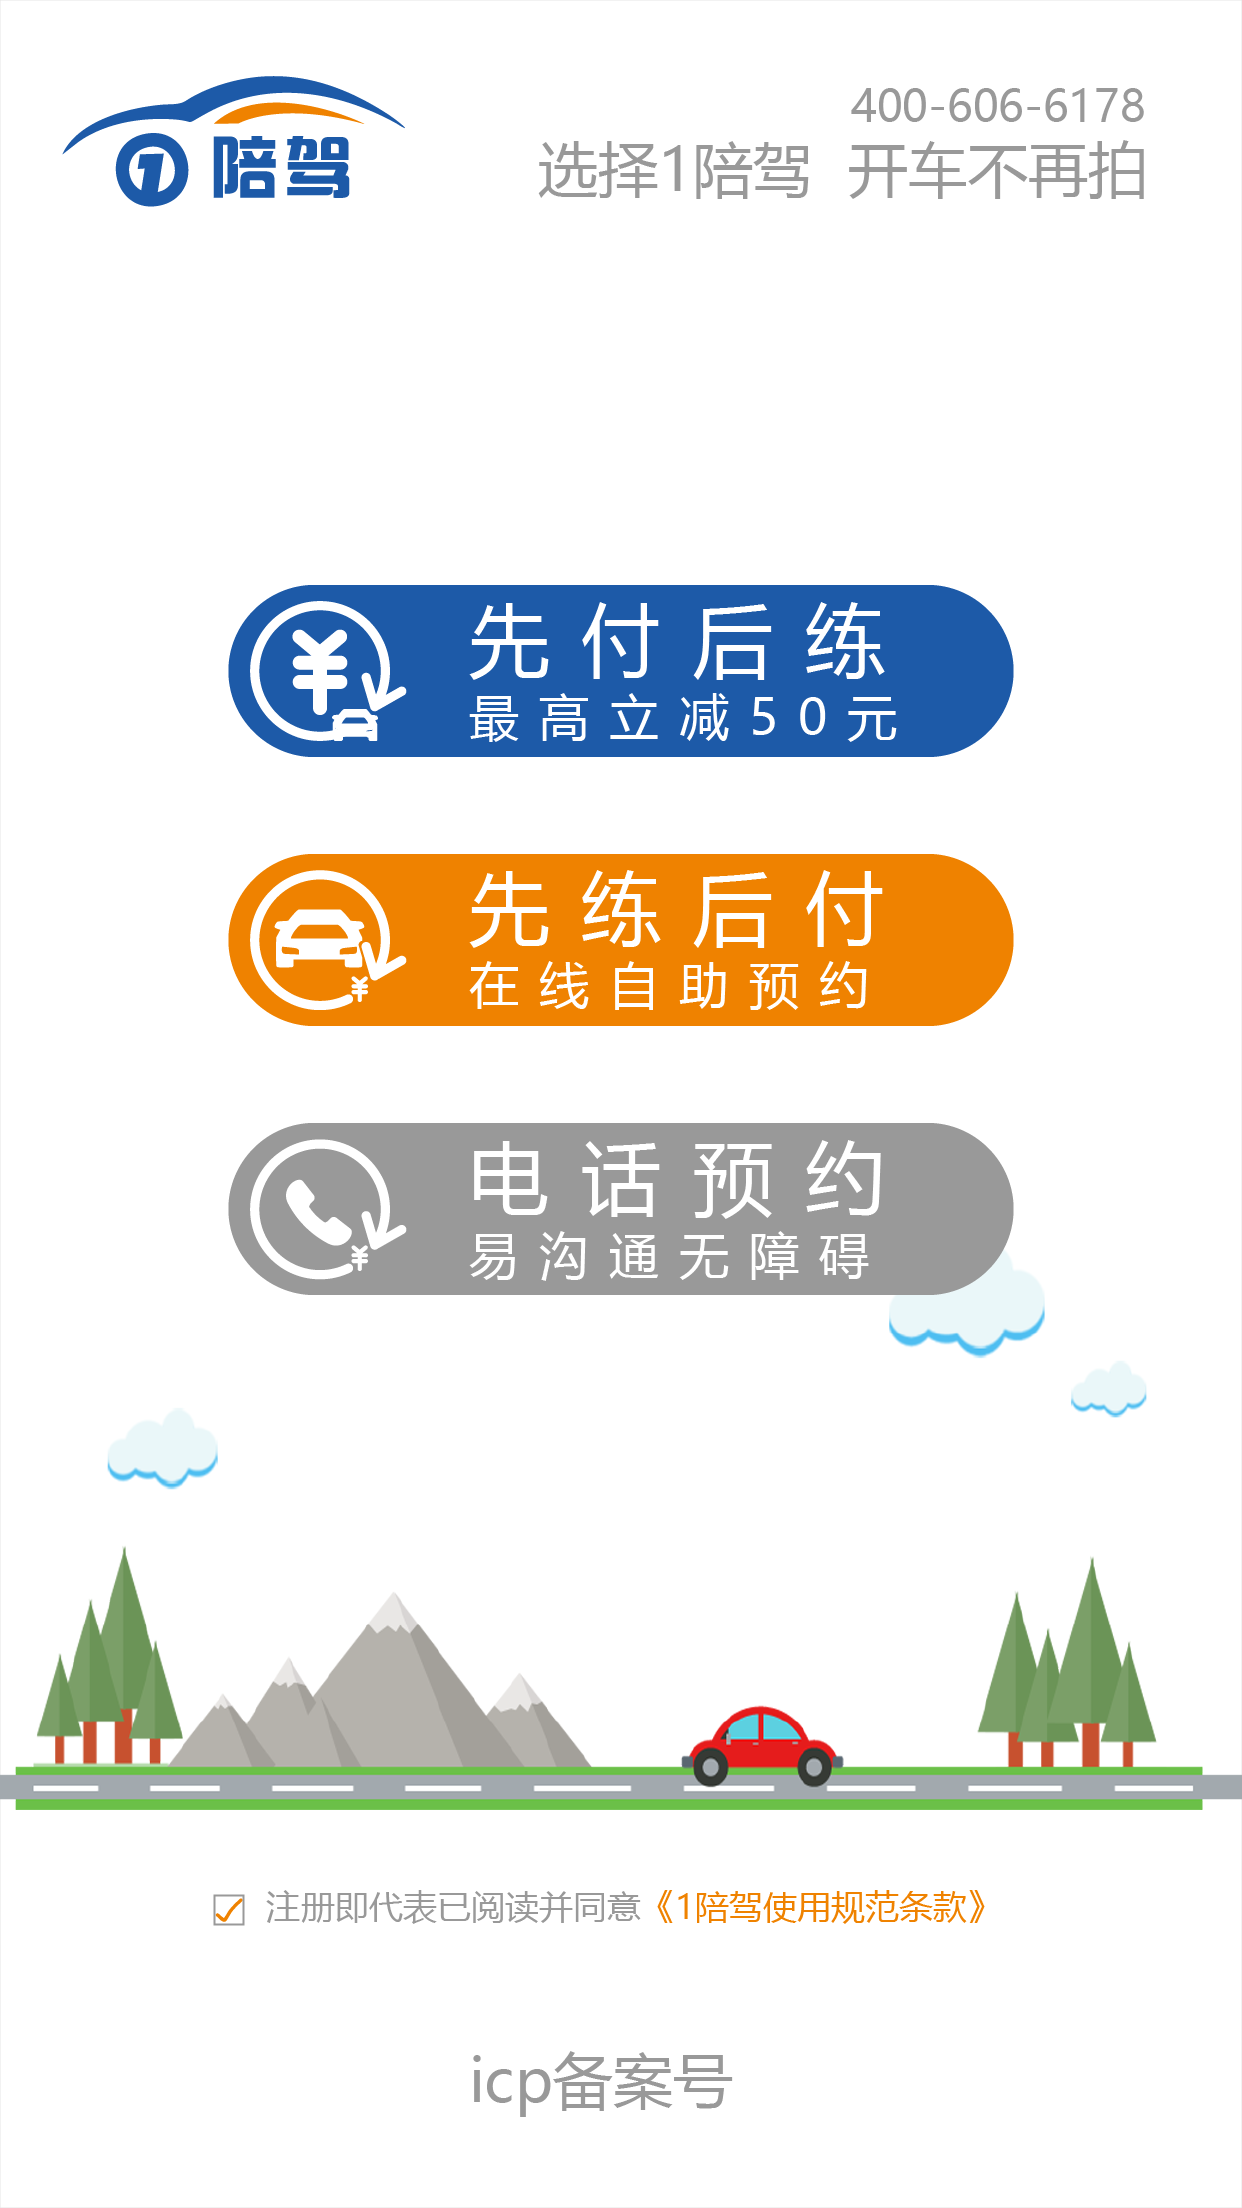 1 陪驾
400-606-6178
选择1陪驾 开车不再拍
先付后练
最高立减50元
先练后付
在线自助预约
电话预约
易沟通无障碍
注册即代表已阅读并同意《1陪驾使用规范条款》
icp备案号